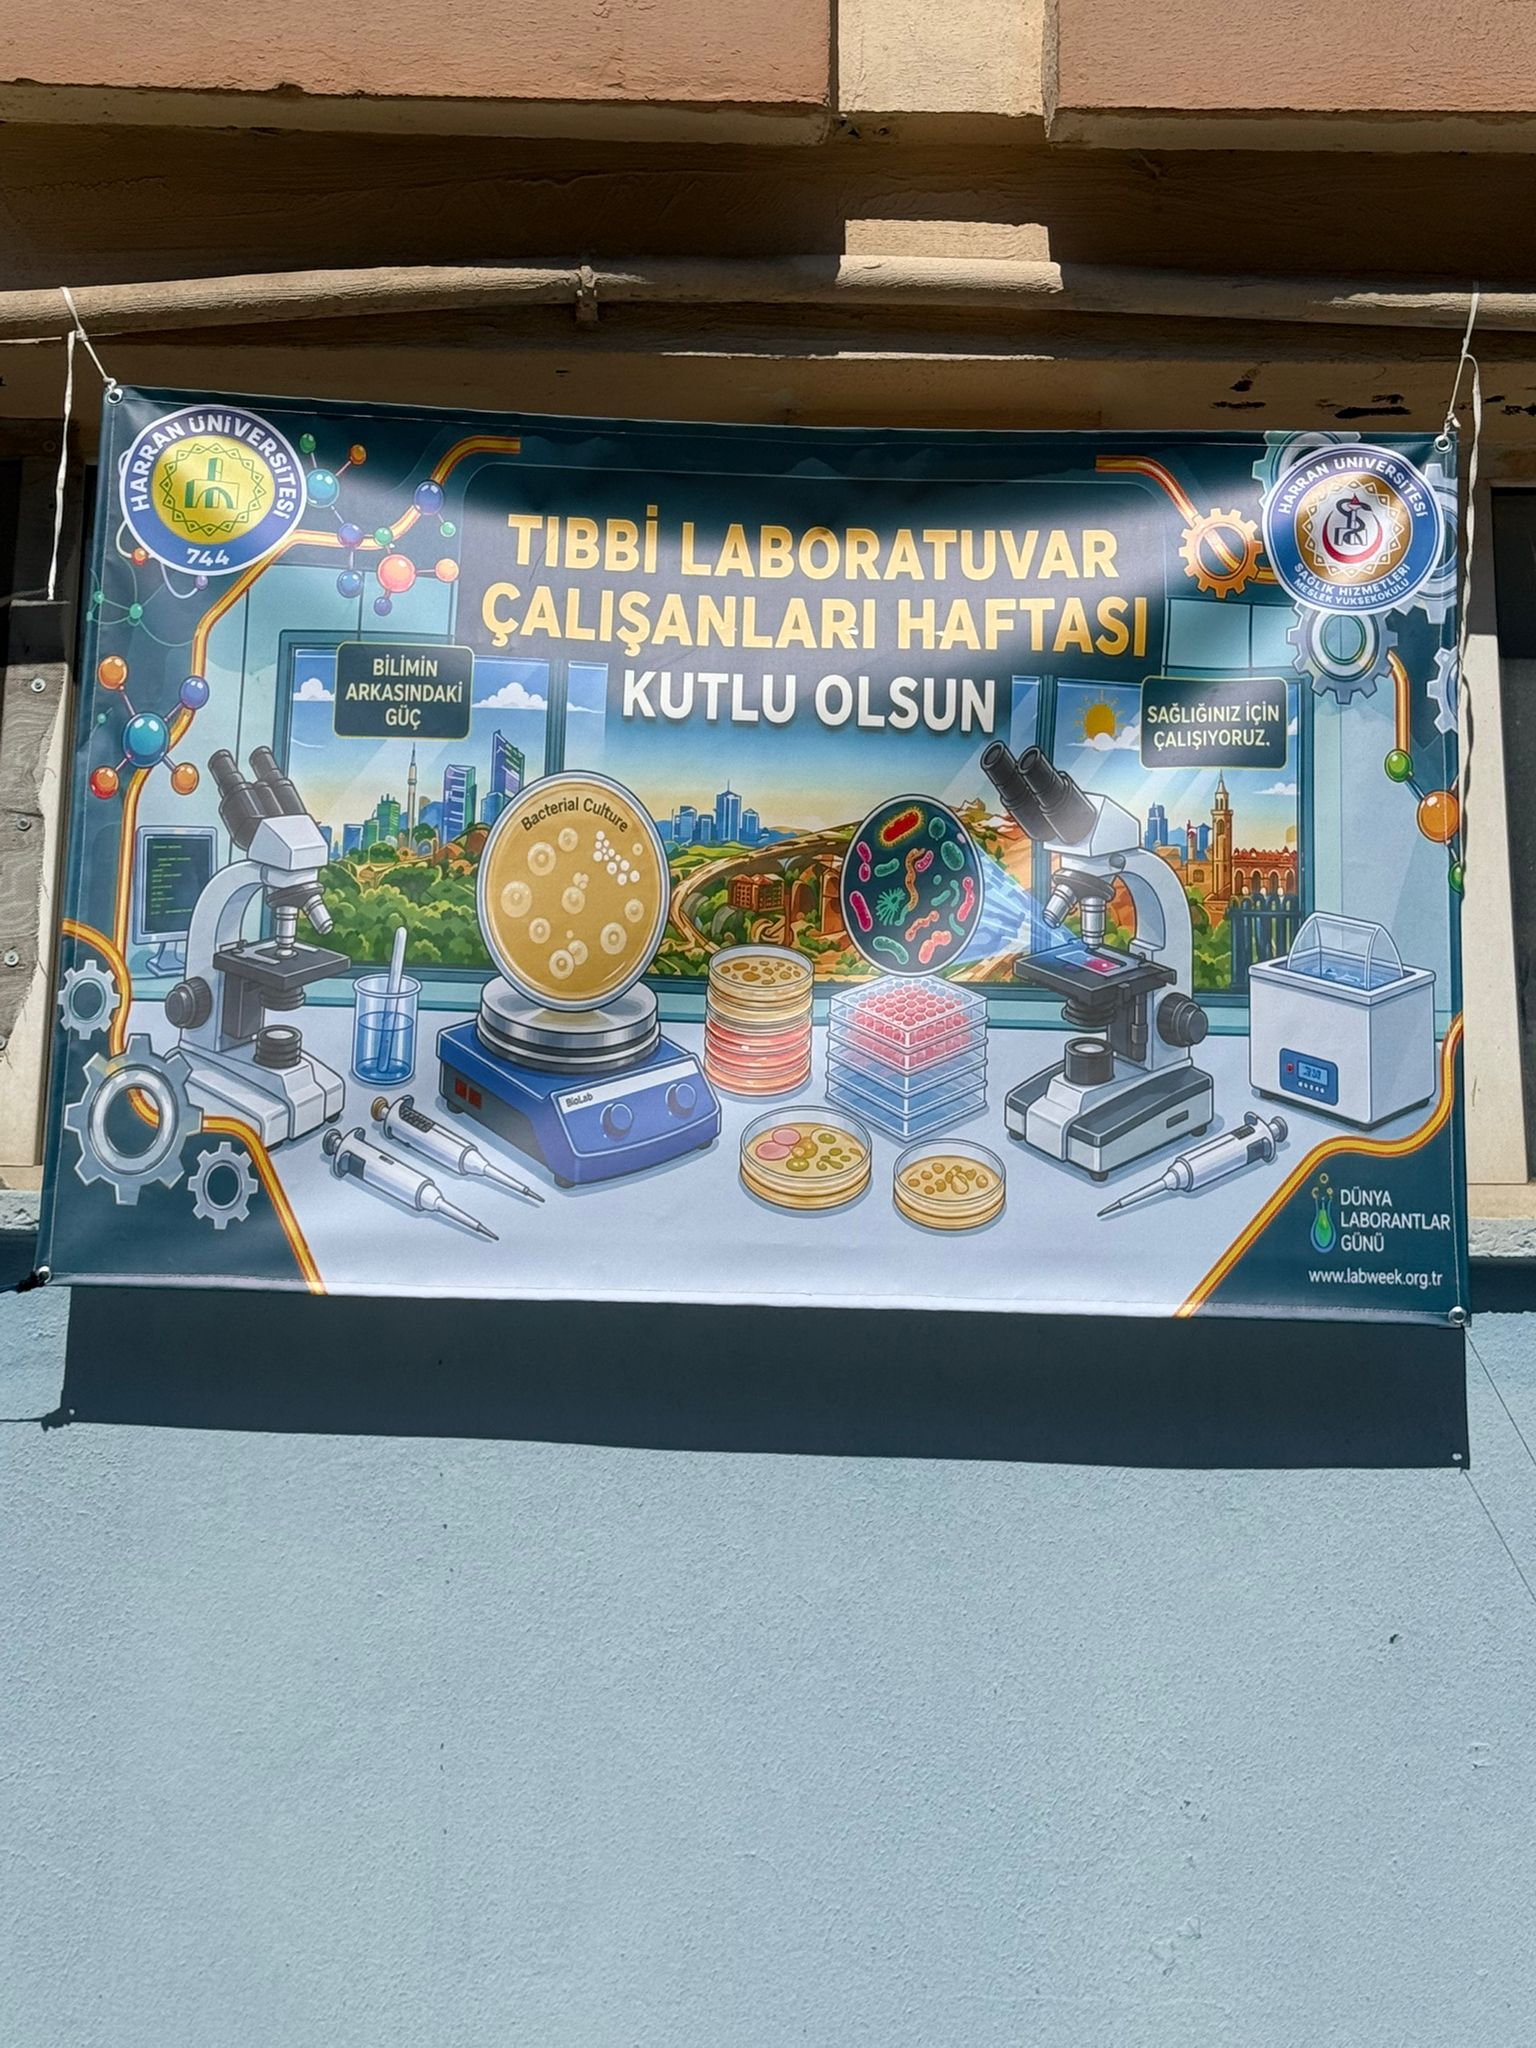 HARRAN ÜNİVERSİTESİ
744
HARRAN ÜNİVERSİTESİ
SAĞLIK HİZMETLERİ
MESLEK YÜKSEKOKULU
TIBBİ LABORATUVAR
ÇALIŞANLARI HAFTASI
KUTLU OLSUN
BİLİMİN
ARKASINDAKİ
GÜÇ
SAĞLIĞINIZ İÇİN
ÇALIŞIYORUZ.
Bacterial Culture
BioLab
DÜNYA
LABORANTLAR
GÜNÜ
www.labweek.org.tr